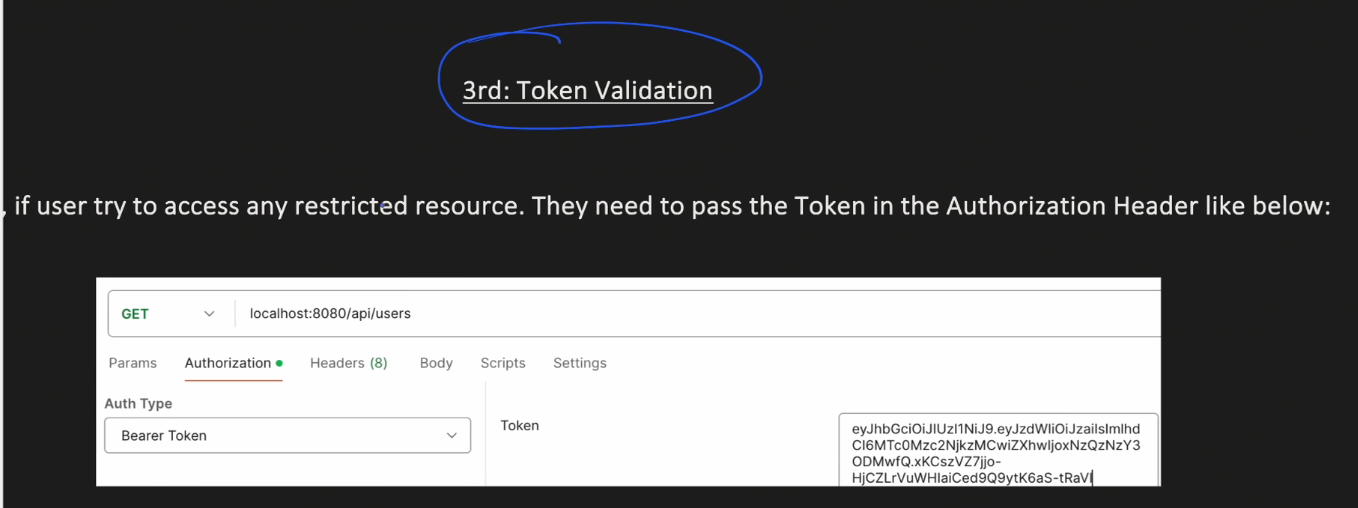 3rd: Token Validation
, if user try to access any restricted resource. They need to pass the Token in the Authorization Header like below:
GET localhost:8080/api/users
Params Authorization Headers (8) Body Scripts Settings
Auth Type
Bearer Token
Token
eyJhbGciOiJIUzI1NiJ9.eyJzdWIiOiJzaiIsImlhd
CI6MTc0Mzc2NjkzMCwiZXhwIjoxNzQzNzY3
ODMwfQ.xKCszVZ7jjo-
HjCZLrVuWHIaiCed9Q9ytK6aS-tRaVI